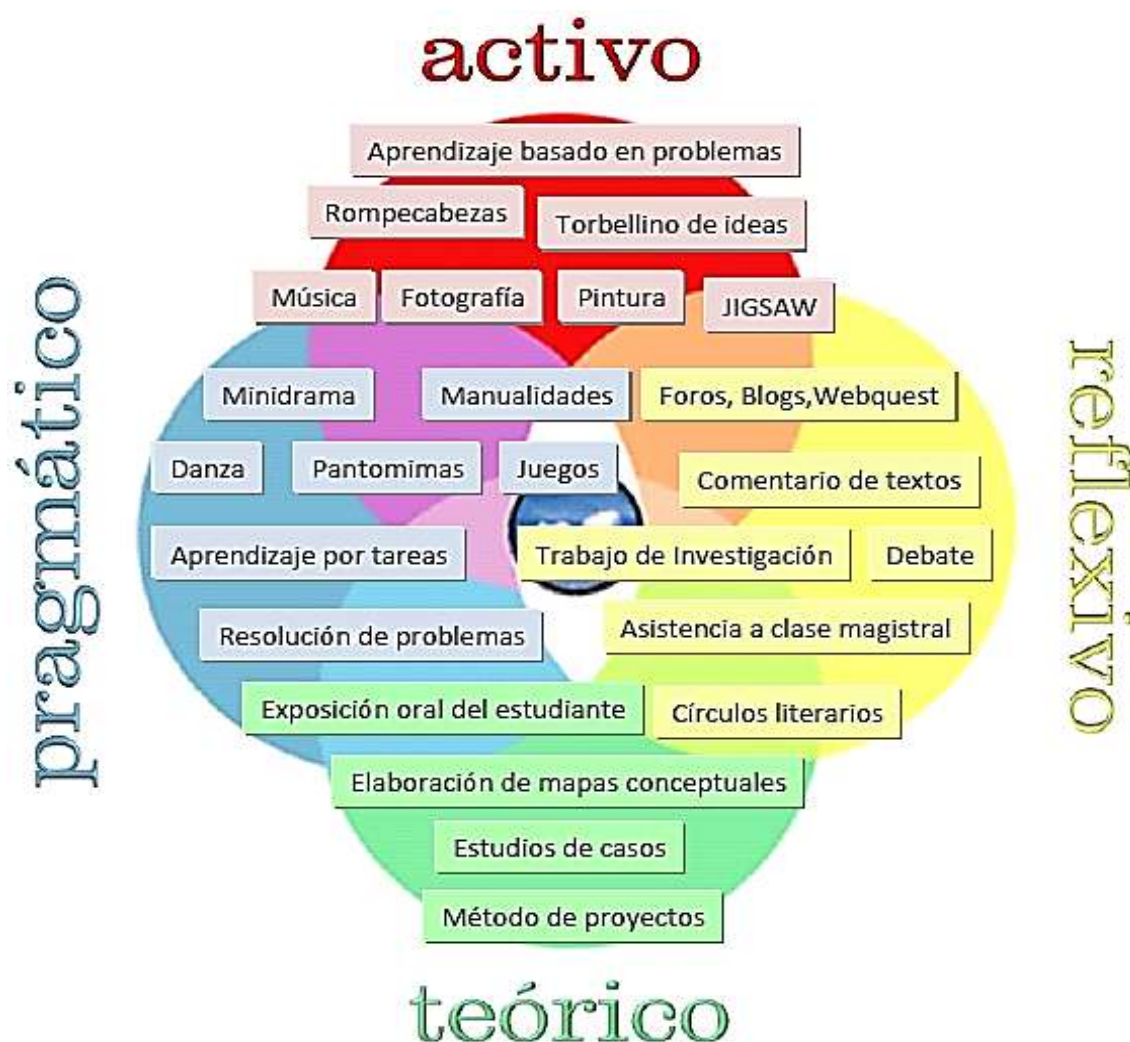 activo
Aprendizaje basado en problemas
Rompecabezas
Torbellino de ideas
Música
Fotografía
Pintura
JIGSAW
pragmático
reflexivo
Minidrama
Manualidades
Foros, Blogs,Webquest
Danza
Pantomimas
Juegos
Comentario de textos
Aprendizaje por tareas
Trabajo de Investigación
Debate
Resolución de problemas
Asistencia a clase magistral
Exposición oral del estudiante
Círculos literarios
Elaboración de mapas conceptuales
Estudios de casos
Método de proyectos
teórico